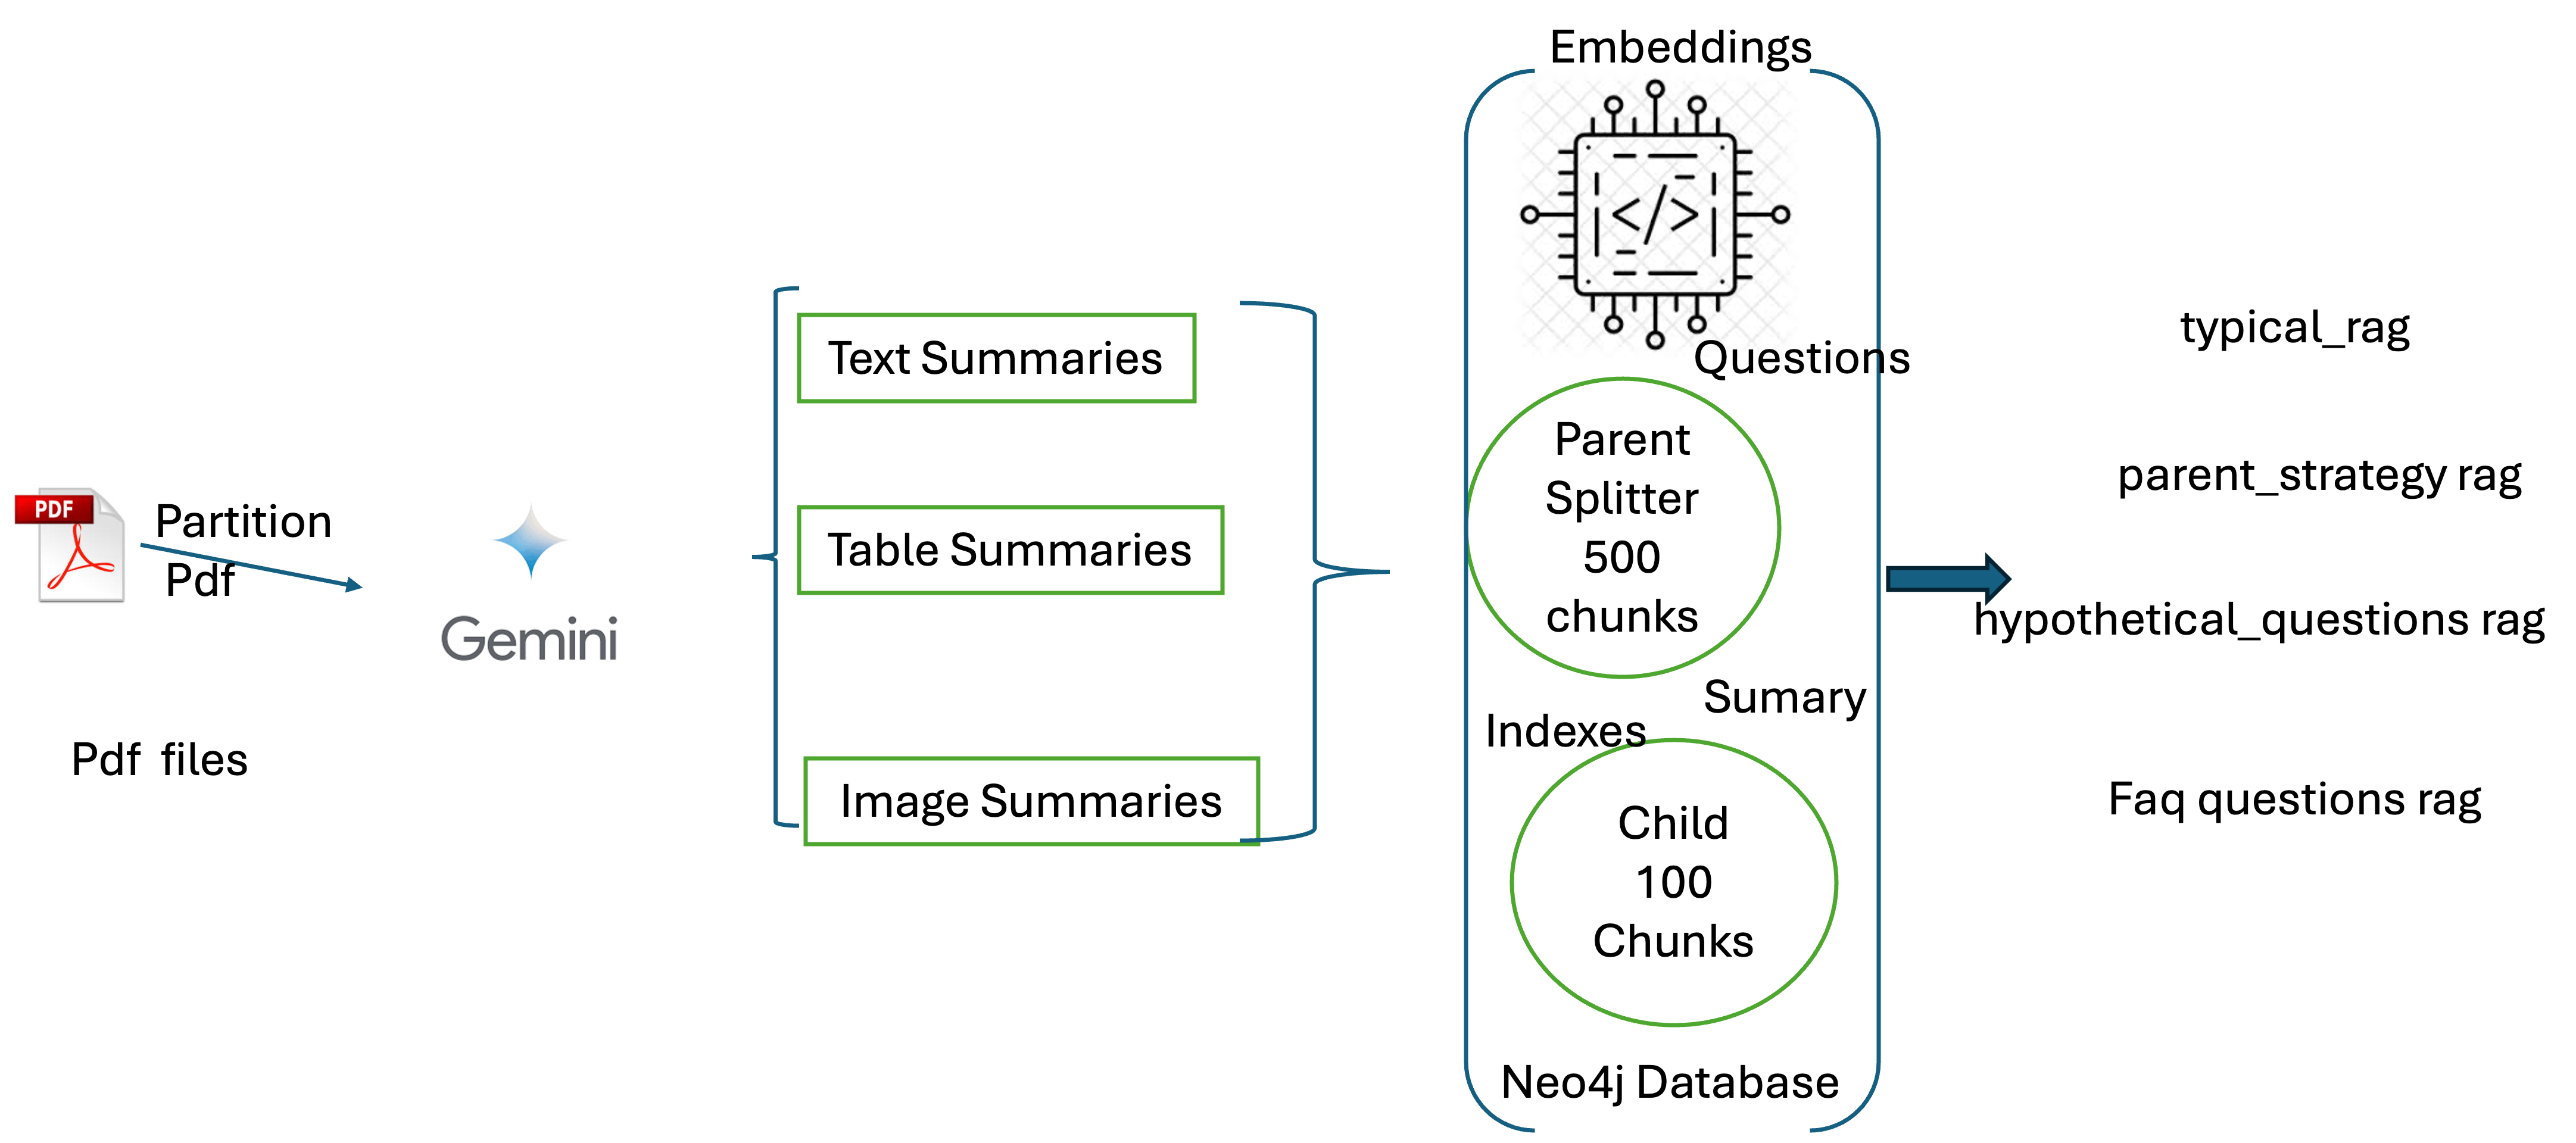 PDF
Partition
Pdf
Pdf files
Gemini
Text Summaries
Table Summaries
Image Summaries
Embeddings
</>
Questions
Parent
Splitter
500
chunks
Sumary
Indexes
Child
100
Chunks
Neo4j Database
typical_rag
parent_strategy rag
hypothetical_questions rag
Faq questions rag